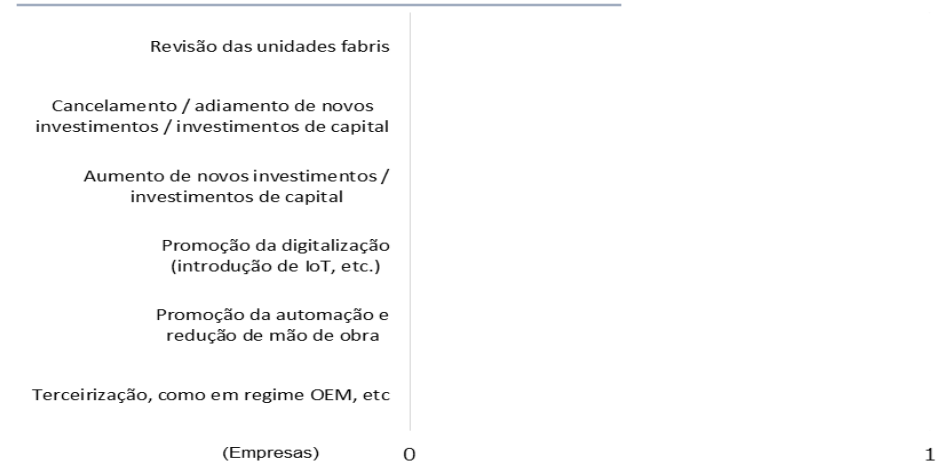 Revisão das unidades fabris
Cancelamento / adiamento de novos
investimentos / investimentos de capital
Aumento de novos investimentos /
investimentos de capital
Promoção da digitalização
(introdução de IoT, etc.)
Promoção da automação e
redução de mão de obra
Terceirização, como em regime OEM, etc
(Empresas) 0 1